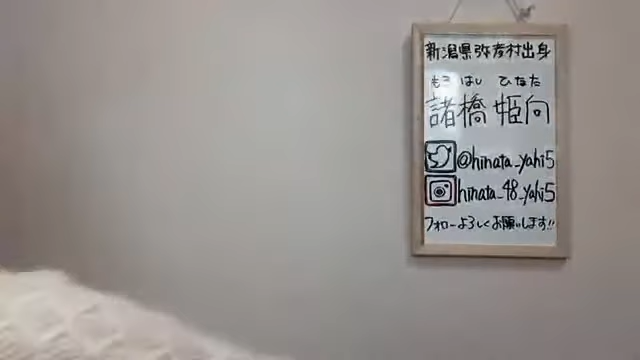 新潟県弥彦村出身
もろ はし ひなた
諸橋 姫向
@hinata_yahi5
hinata_48_yahi5
フォローよろしくお願いします!!